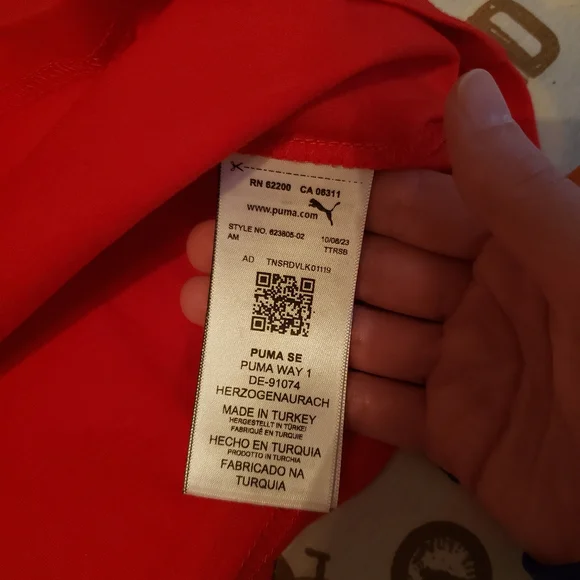 RN 62200 CA 06311
www.puma.com
STYLE NO. 623805-02 10/08/23
AM TTRSB
AD TNSRDVLK01119
PUMA SE
PUMA WAY 1
DE-91074
HERZOGENAURACH
MADE IN TURKEY
HERGESTELLT IN TÜRKEI
FABRIQUÉ EN TURQUIE
HECHO EN TURQUIA
PRODOTTO IN TURCHIA
FABRICADO NA
TURQUIA